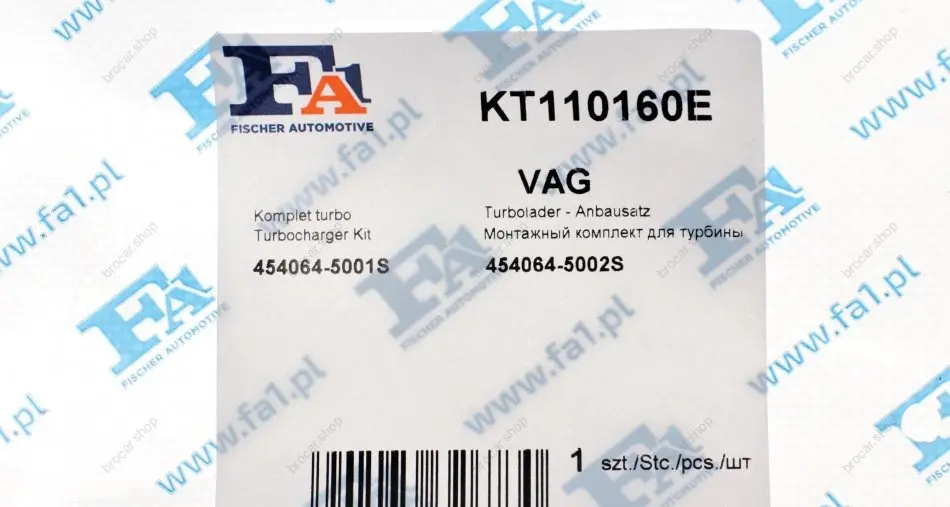 FA1
FISCHER AUTOMOTIVE
KT110160E
VAG
Komplet turbo
Turbocharger Kit
Turbolader - Anbausatz
Монтажный комплект для турбины
454064-5001S
454064-5002S
1 szt./Stc./pcs./шт
www.fa1.pl
brocar.shop